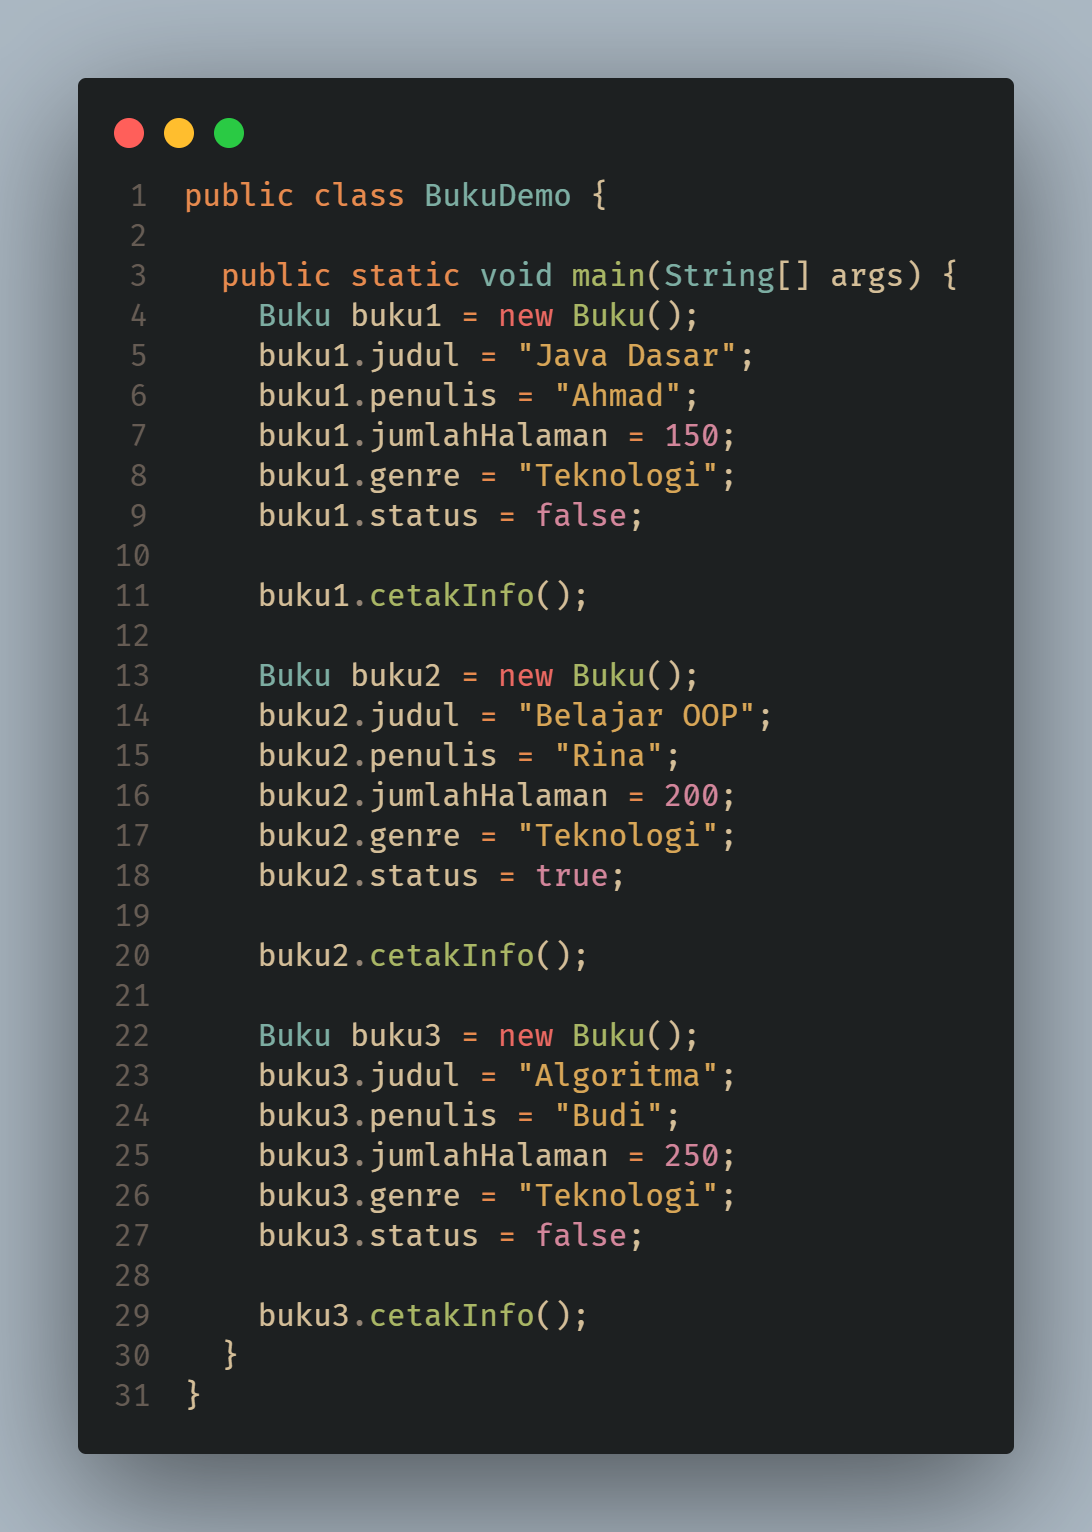 1 public class BukuDemo {
2
3   public static void main(String[] args) {
4     Buku buku1 = new Buku();
5     buku1.judul = "Java Dasar";
6     buku1.penulis = "Ahmad";
7     buku1.jumlahHalaman = 150;
8     buku1.genre = "Teknologi";
9     buku1.status = false;
10
11     buku1.cetakInfo();
12
13     Buku buku2 = new Buku();
14     buku2.judul = "Belajar OOP";
15     buku2.penulis = "Rina";
16     buku2.jumlahHalaman = 200;
17     buku2.genre = "Teknologi";
18     buku2.status = true;
19
20     buku2.cetakInfo();
21
22     Buku buku3 = new Buku();
23     buku3.judul = "Algoritma";
24     buku3.penulis = "Budi";
25     buku3.jumlahHalaman = 250;
26     buku3.genre = "Teknologi";
27     buku3.status = false;
28
29     buku3.cetakInfo();
30   }
31 }